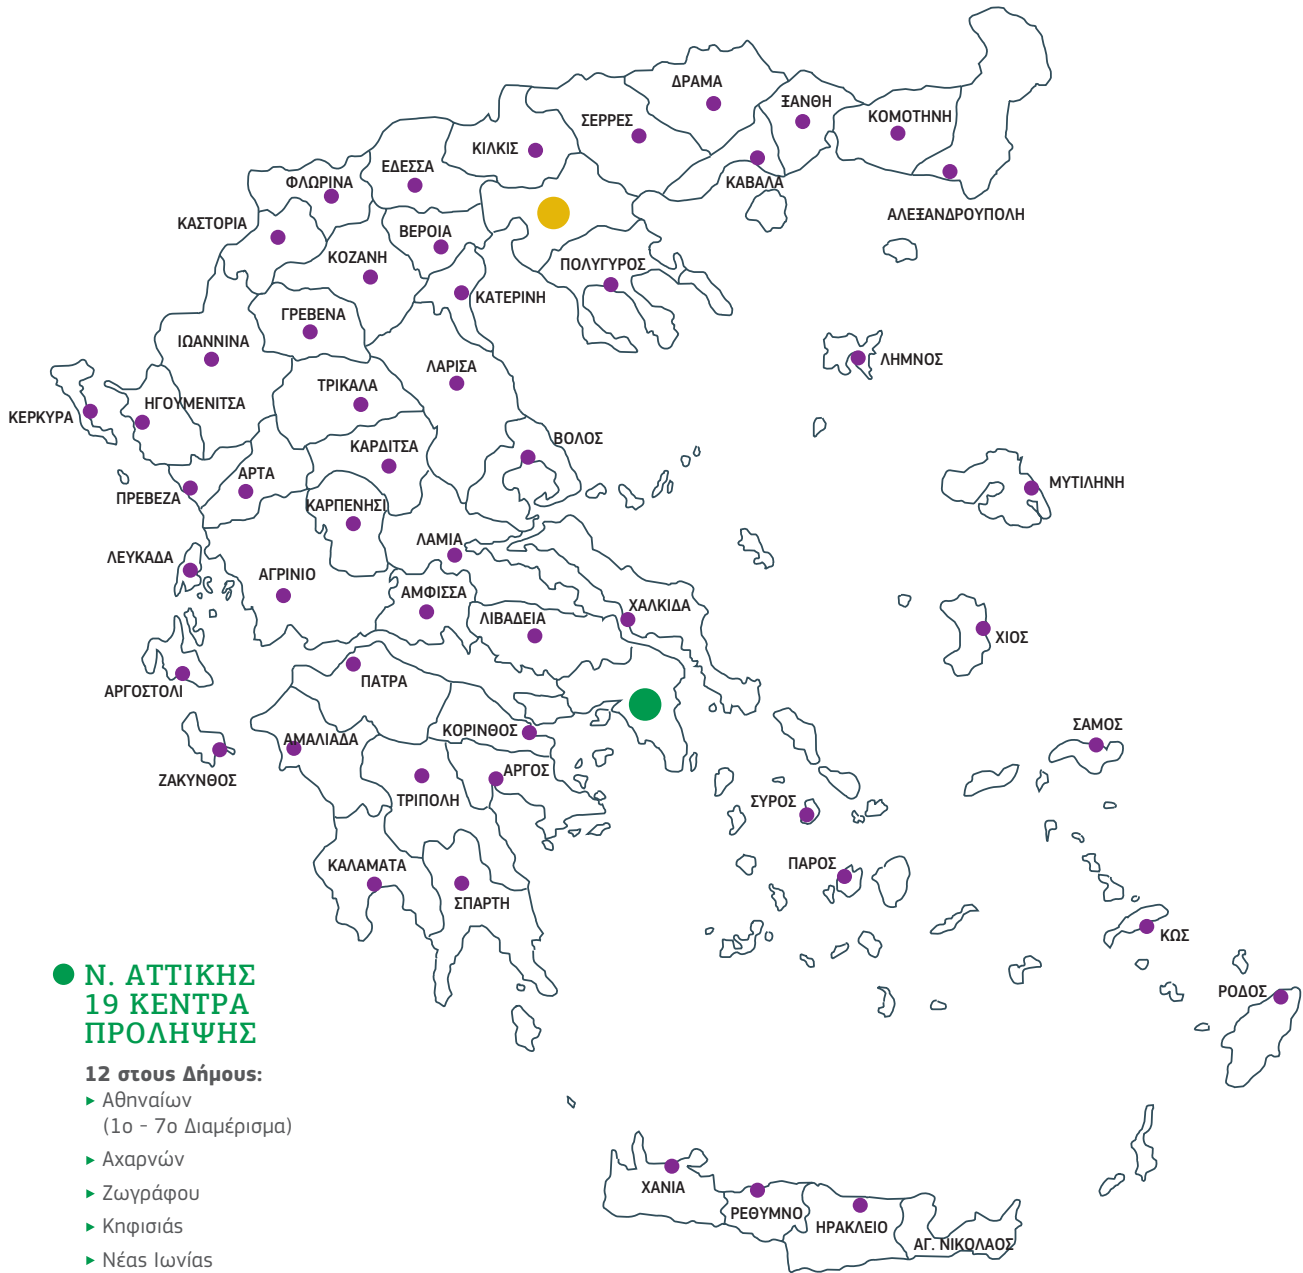 ΔΡΑΜΑ
ΞΑΝΘΗ
ΚΟΜΟΤΗΝΗ
ΣΕΡΡΕΣ
ΚΙΛΚΙΣ
ΕΔΕΣΣΑ
ΦΛΩΡΙΝΑ
ΚΑΒΑΛΑ
ΑΛΕΞΑΝΔΡΟΥΠΟΛΗ
ΚΑΣΤΟΡΙΑ
ΒΕΡΟΙΑ
ΚΟΖΑΝΗ
ΠΟΛΥΓΥΡΟΣ
ΚΑΤΕΡΙΝΗ
ΓΡΕΒΕΝΑ
ΙΩΑΝΝΙΝΑ
ΛΗΜΝΟΣ
ΛΑΡΙΣΑ
ΤΡΙΚΑΛΑ
ΗΓΟΥΜΕΝΙΤΣΑ
ΚΕΡΚΥΡΑ
ΒΟΛΟΣ
ΚΑΡΔΙΤΣΑ
ΑΡΤΑ
ΜΥΤΙΛΗΝΗ
ΠΡΕΒΕΖΑ
ΚΑΡΠΕΝΗΣΙ
ΛΑΜΙΑ
ΛΕΥΚΑΔΑ
ΑΓΡΙΝΙΟ
ΑΜΦΙΣΣΑ
ΧΑΛΚΙΔΑ
ΛΙΒΑΔΕΙΑ
ΧΙΟΣ
ΠΑΤΡΑ
ΑΡΓΟΣΤΟΛΙ
ΣΑΜΟΣ
ΚΟΡΙΝΘΟΣ
ΑΜΑΛΙΑΔΑ
ΑΡΓΟΣ
ΖΑΚΥΝΘΟΣ
ΤΡΙΠΟΛΗ
ΣΥΡΟΣ
ΠΑΡΟΣ
ΚΑΛΑΜΑΤΑ
ΣΠΑΡΤΗ
ΚΩΣ
ΡΟΔΟΣ
Ν. ΑΤΤΙΚΗΣ
19 ΚΕΝΤΡΑ
ΠΡΟΛΗΨΗΣ
12 στους Δήμους:
▸ Αθηναίων
(1ο - 7ο Διαμέρισμα)
▸ Αχαρνών
▸ Ζωγράφου
▸ Κηφισιάς
▸ Νέας Ιωνίας
ΧΑΝΙΑ
ΡΕΘΥΜΝΟ
ΗΡΑΚΛΕΙΟ
ΑΓ. ΝΙΚΟΛΑΟΣ